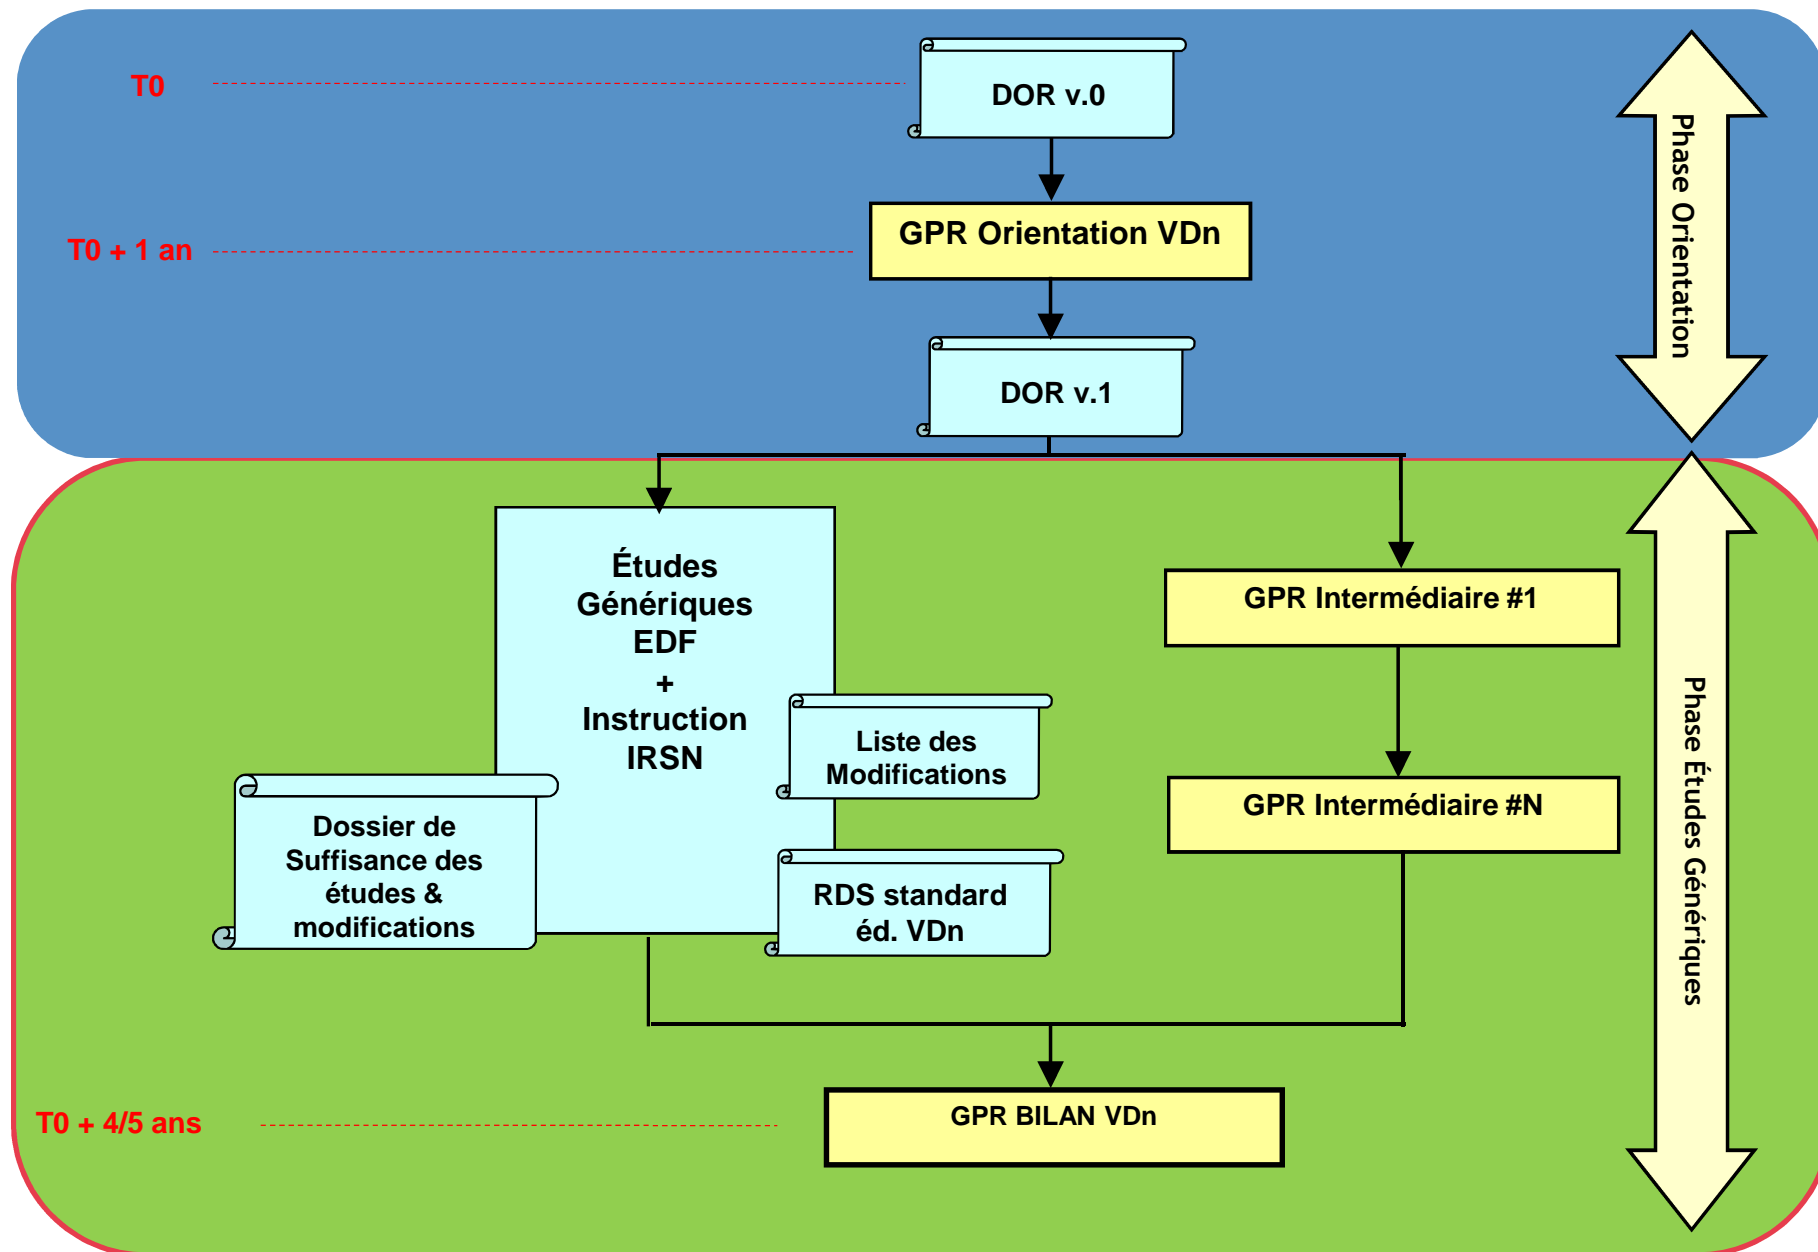 T0
DOR v.0
Phase Orientation
T0 + 1 an
GPR Orientation VDn
DOR v.1
Études
Génériques
EDF
+
Instruction
IRSN
GPR Intermédiaire #1
Phase Études Génériques
Liste des
Modifications
GPR Intermédiaire #N
Dossier de
Suffisance des
études &
modifications
RDS standard
éd. VDn
T0 + 4/5 ans
GPR BILAN VDn